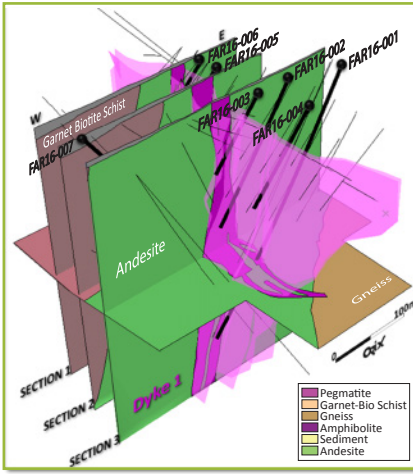 E
FAR16-006
FAR16-005
FAR16-002
FAR16-001
W
Garnet Biotite Schist
FAR16-003
FAR16-004
FAR16-007
Andesite
Gneiss
0
100m
SECTION 1
SECTION 2
SECTION 3
Dyke 1
Pegmatite
Garnet-Bio Schist
Gneiss
Amphibolite
Sediment
Andesite